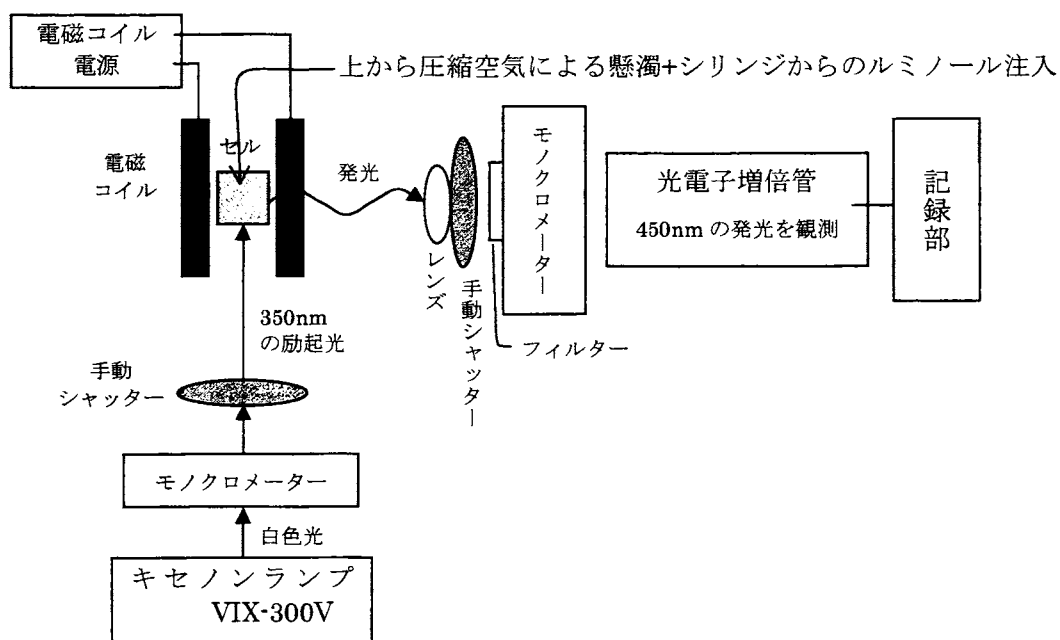 電磁コイル
電源
上から圧縮空気による懸濁+シリンジからのルミノール注入
電磁
コイル
セル
発光
レンズ
手動シャッター
モノクロメーター
フィルター
光電子増倍管
450nm の発光を観測
記録部
350nm
の励起光
手動
シャッター
モノクロメーター
白色光
キセノンランプ
VIX-300V